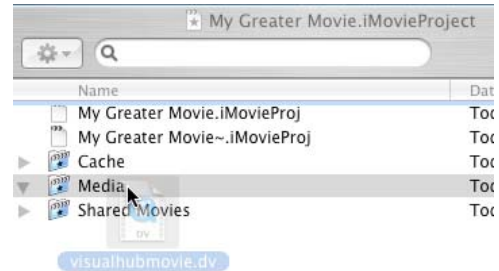 My Greater Movie.iMovieProject
Name
Dat
My Greater Movie.iMovieProj
Tod
My Greater Movie~.iMovieProj
Tod
Cache
Tod
Media
Tod
Shared Movies
Tod
DV
visualhubmovie.dv